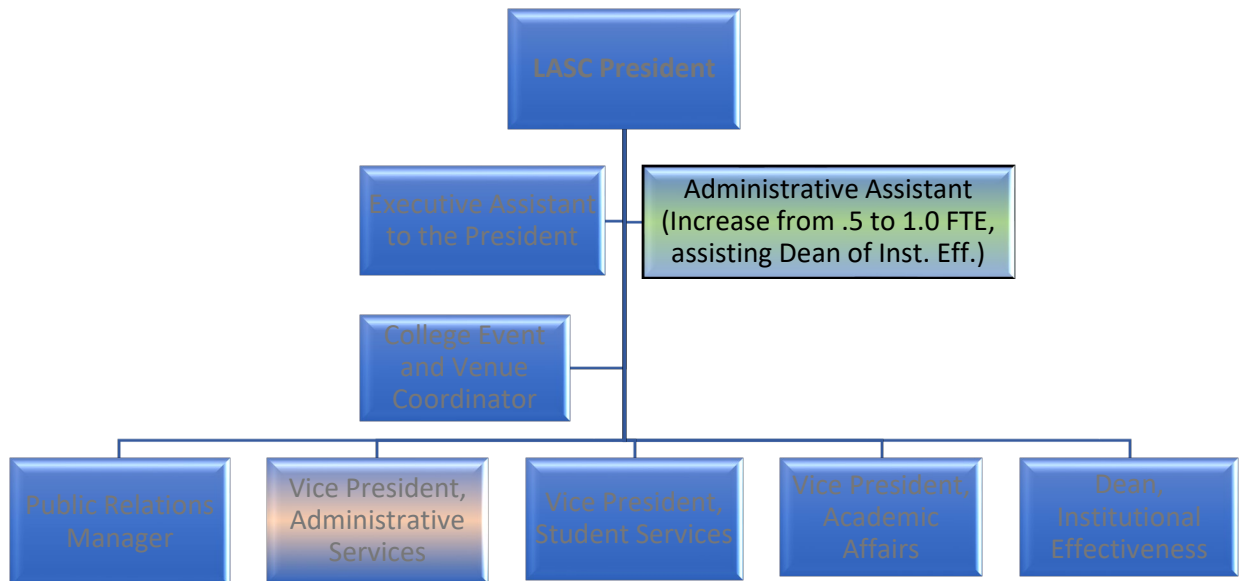 LASC President
Executive Assistant
to the President
Administrative Assistant
(Increase from .5 to 1.0 FTE,
assisting Dean of Inst. Eff.)
College Event
and Venue
Coordinator
Public Relations
Manager
Vice President,
Administrative
Services
Vice President,
Student Services
Vice President,
Academic
Affairs
Dean,
Institutional
Effectiveness